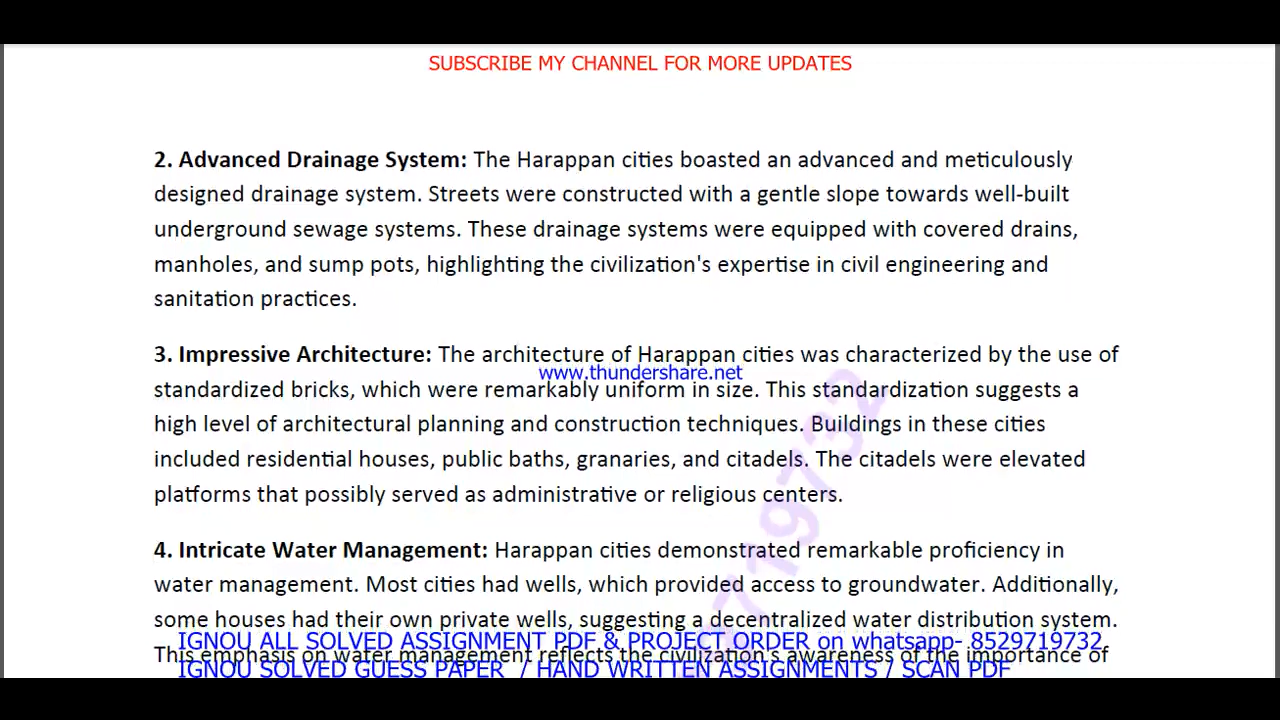 SUBSCRIBE MY CHANNEL FOR MORE UPDATES
2. Advanced Drainage System: The Harappan cities boasted an advanced and meticulously
designed drainage system. Streets were constructed with a gentle slope towards well-built
underground sewage systems. These drainage systems were equipped with covered drains,
manholes, and sump pots, highlighting the civilization's expertise in civil engineering and
sanitation practices.
3. Impressive Architecture: The architecture of Harappan cities was characterized by the use of
www.thundershare.net
standardized bricks, which were remarkably uniform in size. This standardization suggests a
high level of architectural planning and construction techniques. Buildings in these cities
included residential houses, public baths, granaries, and citadels. The citadels were elevated
platforms that possibly served as administrative or religious centers.
719732
4. Intricate Water Management: Harappan cities demonstrated remarkable proficiency in
water management. Most cities had wells, which provided access to groundwater. Additionally,
some houses had their own private wells, suggesting a decentralized water distribution system.
IGNOU ALL SOLVED ASSIGNMENT PDF & PROJECT ORDER on whatsapp- 8529719732
This emphasis on water management reflects the civilization's awareness of the importance of
IGNOU SOLVED GUESS PAPER / HAND WRITTEN ASSIGNMENTS / SCAN PDF